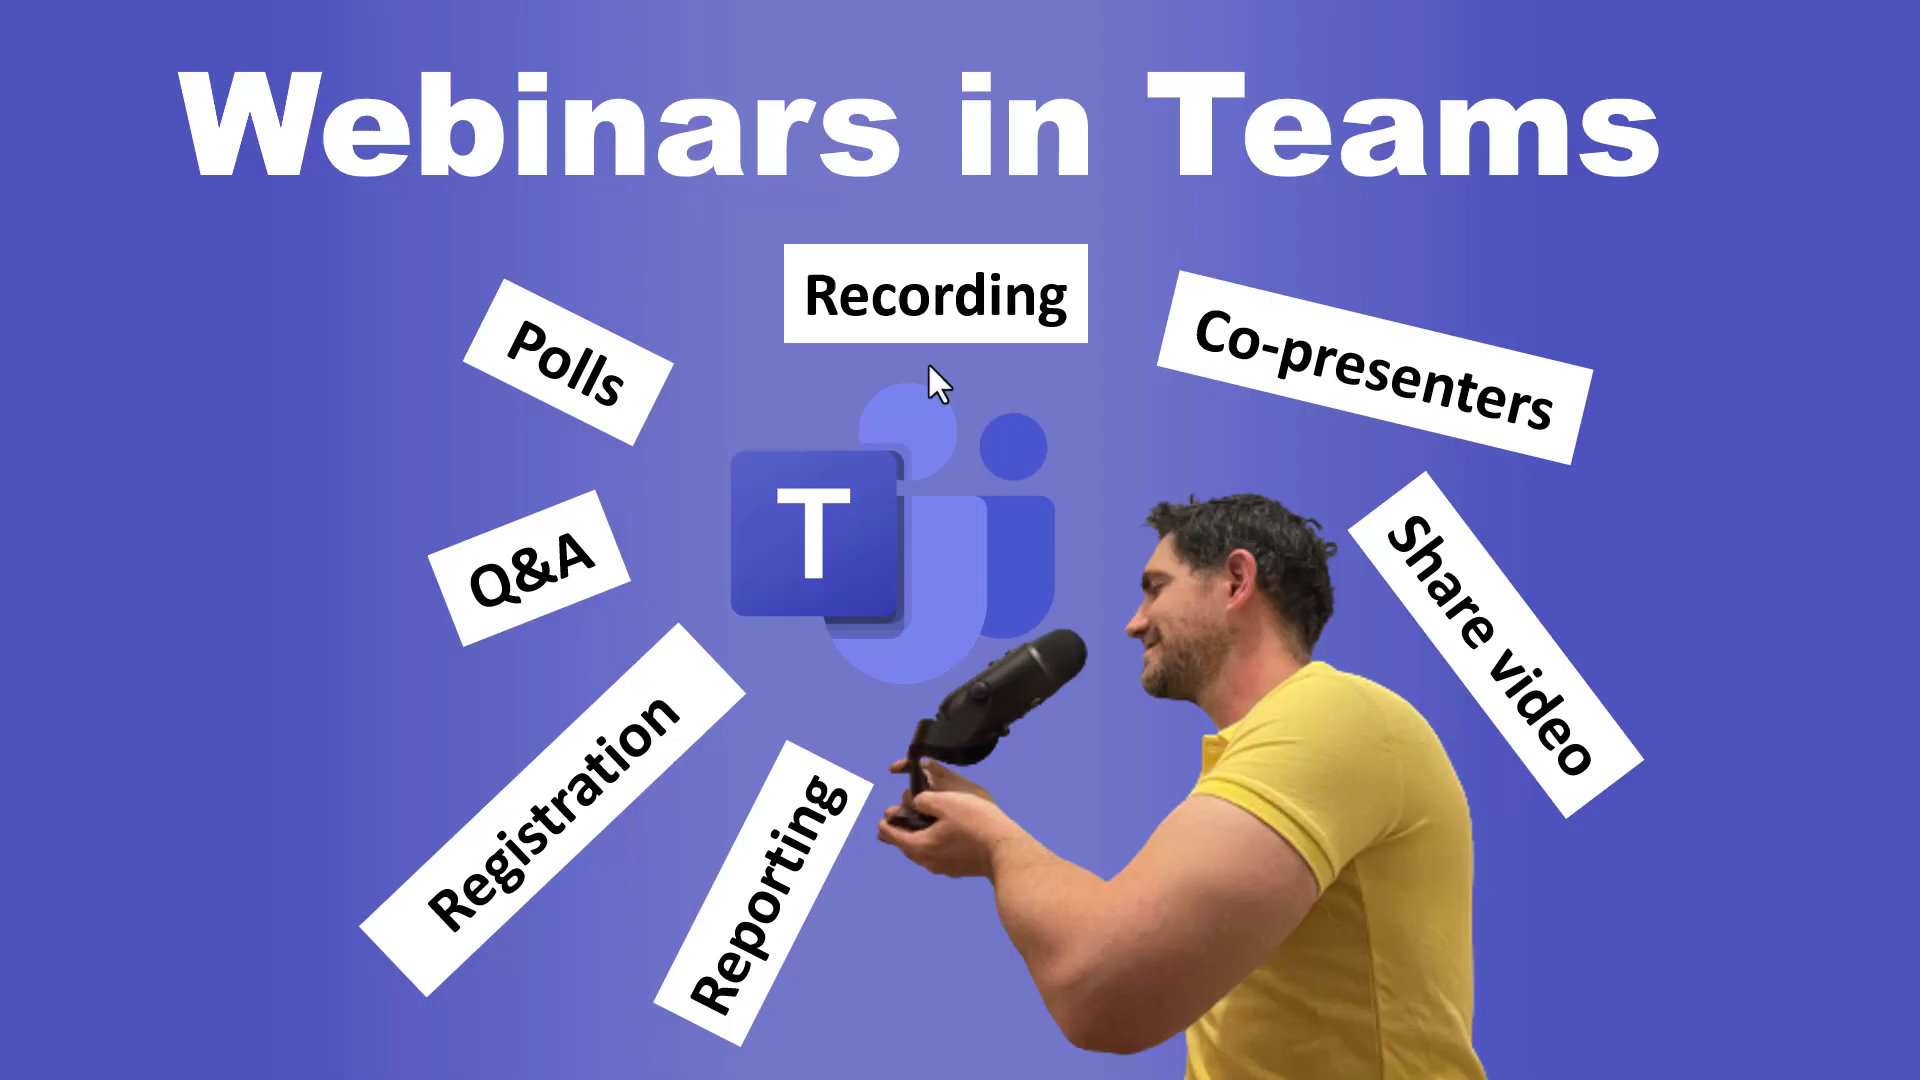 Webinars in Teams
Recording
Polls
Co-presenters
T
Q&A
Share video
Registration
Reporting